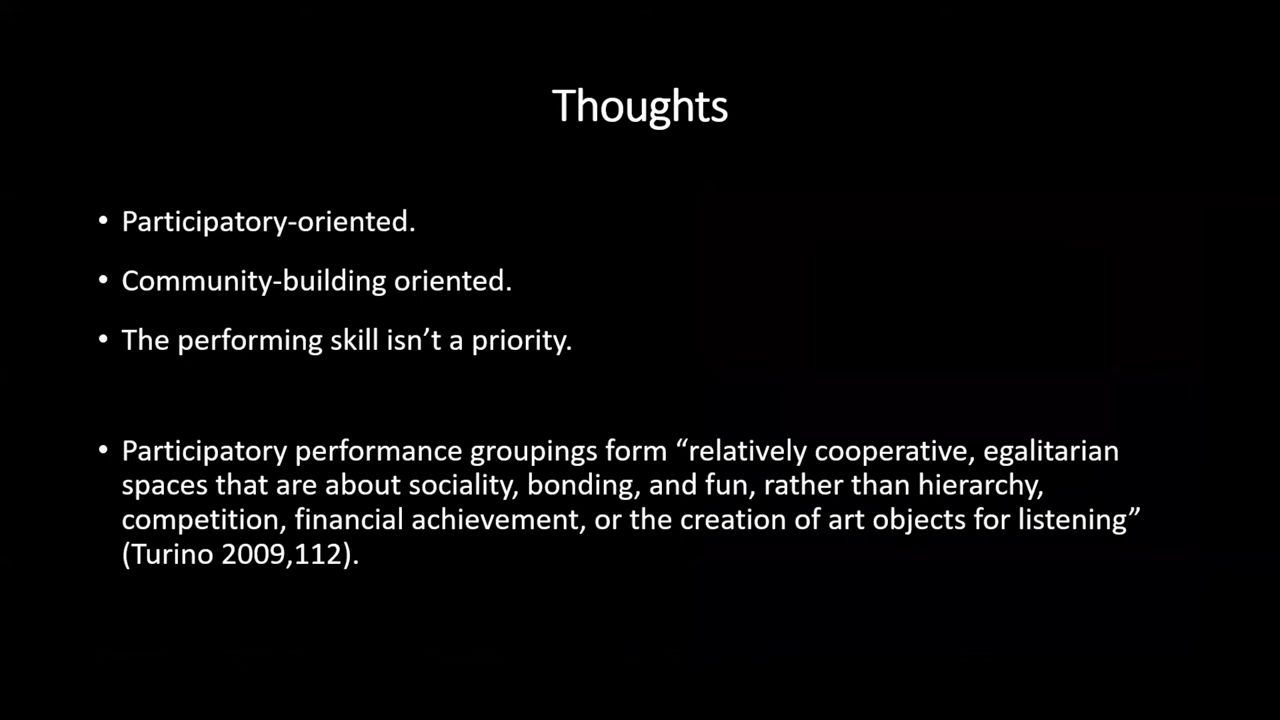 Thoughts
• Participatory-oriented.
• Community-building oriented.
• The performing skill isn’t a priority.
• Participatory performance groupings form “relatively cooperative, egalitarian
spaces that are about sociality, bonding, and fun, rather than hierarchy,
competition, financial achievement, or the creation of art objects for listening”
(Turino 2009,112).